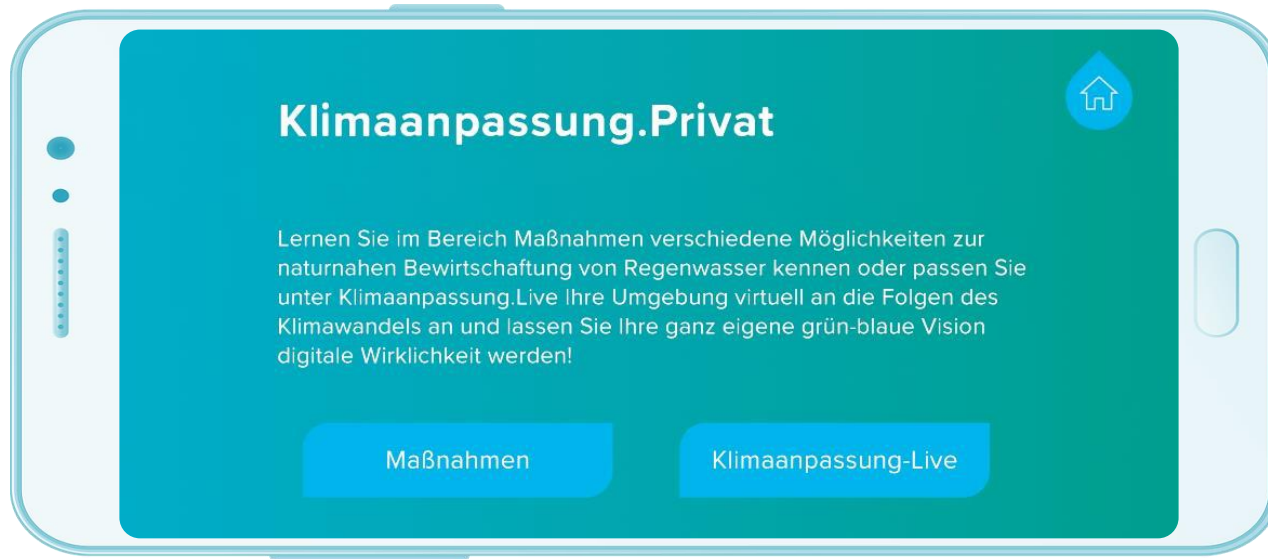 Klimaanpassung.Privat
Lernen Sie im Bereich Maßnahmen verschiedene Möglichkeiten zur
naturnahen Bewirtschaftung von Regenwasser kennen oder passen Sie
unter Klimaanpassung.Live Ihre Umgebung virtuell an die Folgen des
Klimawandels an und lassen Sie Ihre ganz eigene grün-blaue Vision
digitale Wirklichkeit werden!
Maßnahmen
Klimaanpassung-Live